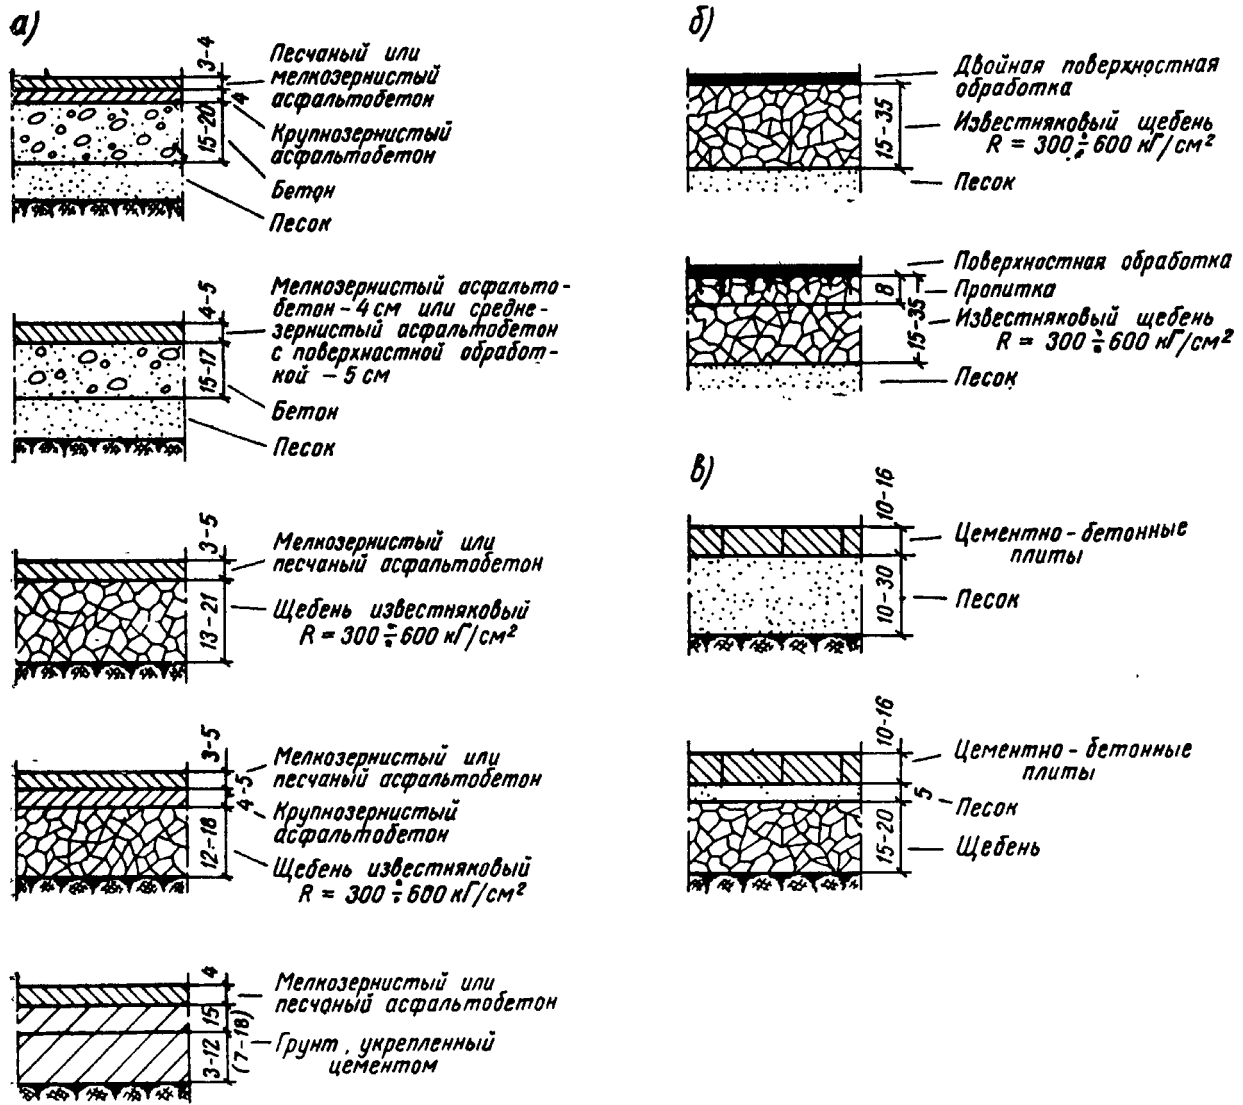 а)
3-4
4
15-20
Песчаный или
мелкозернистый
асфальтобетон
Крупнозернистый
асфальтобетон
Бетон
Песок
4-5
15-17
Мелкозернистый асфальто-
бетон-4 см или средне-
зернистый асфальтобетон
с поверхностной обработ-
кой - 5 см
Бетон
Песок
3-5
13-21
Мелкозернистый или
песчаный асфальтобетон
Щебень известняковый
R = 300÷600 кГ/см²
3-5
4-5
12-18
Мелкозернистый или
песчаный асфальтобетон
Крупнозернистый
асфальтобетон
Щебень известняковый
R = 300÷600 кГ/см²
4
15
3-12
(7-18)
Мелкозернистый или
песчаный асфальтобетон
Грунт, укрепленный
цементом
б)
15-35
Двойная поверхностная
обработка
Известняковый щебень
R = 300÷600 кГ/см²
Песок
8
15-35
Поверхностная обработка
Пропитка
Известняковый щебень
R = 300÷600 кГ/см²
Песок
в)
10-16
10-30
Цементно-бетонные
плиты
Песок
10-16
5
15-20
Цементно-бетонные
плиты
Песок
Щебень